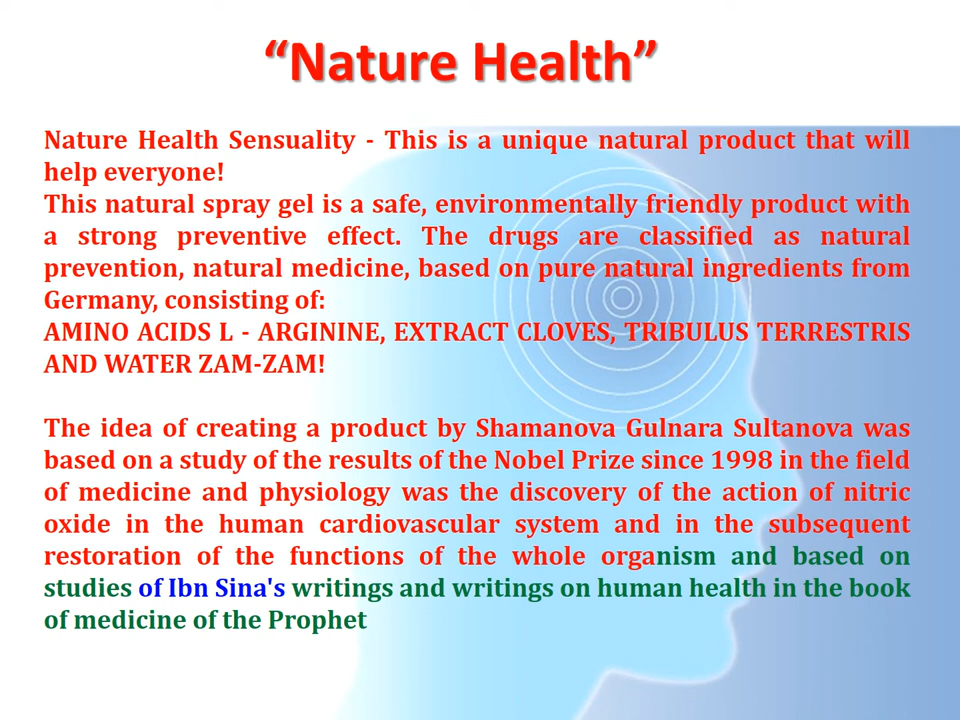 “Nature Health”
Nature Health Sensuality - This is a unique natural product that will
help everyone!
This natural spray gel is a safe, environmentally friendly product with
a strong preventive effect. The drugs are classified as natural
prevention, natural medicine, based on pure natural ingredients from
Germany, consisting of:
AMINO ACIDS L - ARGININE, EXTRACT CLOVES, TRIBULUS TERRESTRIS
AND WATER ZAM-ZAM!
The idea of creating a product by Shamanova Gulnara Sultanova was
based on a study of the results of the Nobel Prize since 1998 in the field
of medicine and physiology was the discovery of the action of nitric
oxide in the human cardiovascular system and in the subsequent
restoration of the functions of the whole organism and based on
studies of Ibn Sina's writings and writings on human health in the book
of medicine of the Prophet